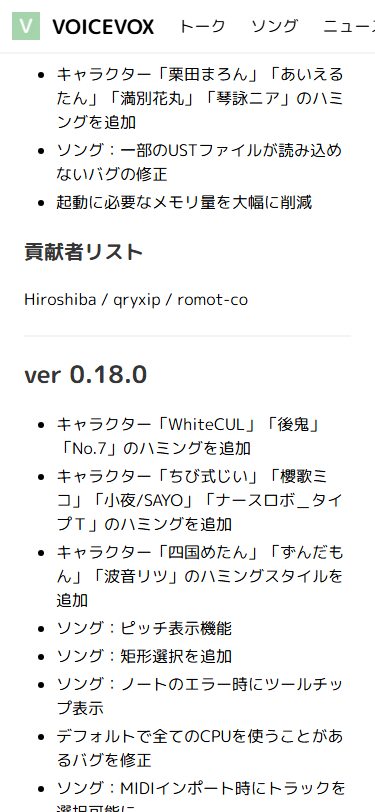 V VOICEVOX トーク ソング ニュース
キャラクター「栗田まろん」「あいえる
たん」「満別花丸」「琴詠ニア」のハミ
ングを追加
ソング：一部のUSTファイルが読み込め
ないバグの修正
起動に必要なメモリ量を大幅に削減
貢献者リスト
Hiroshiba / qryxip / romot-co
ver 0.18.0
キャラクター「WhiteCUL」「後鬼」
「No.7」のハミングを追加
キャラクター「ちび式じい」「櫻歌ミ
コ」「小夜/SAYO」「ナースロボ＿タイ
プＴ」のハミングを追加
キャラクター「四国めたん」「ずんだも
ん」「波音リツ」のハミングスタイルを
追加
ソング：ピッチ表示機能
ソング：矩形選択を追加
ソング：ノートのエラー時にツールチッ
プ表示
デフォルトで全てのCPUを使うことがあ
るバグを修正
ソング：MIDIインポート時にトラックを
選択可能に